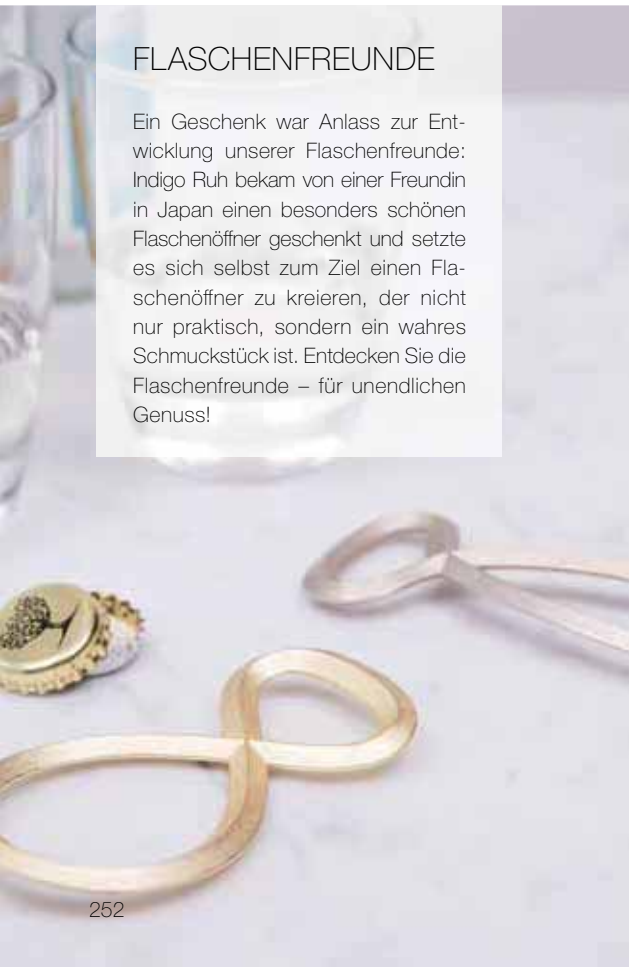 FLASCHENFREUNDE
Ein Geschenk war Anlass zur Ent-
wicklung unserer Flaschenfreunde:
Indigo Ruh bekam von einer Freundin
in Japan einen besonders schönen
Flaschenöffner geschenkt und setzte
es sich selbst zum Ziel einen Fla-
schenöffner zu kreieren, der nicht
nur praktisch, sondern ein wahres
Schmuckstück ist. Entdecken Sie die
Flaschenfreunde – für unendlichen
Genuss!
252